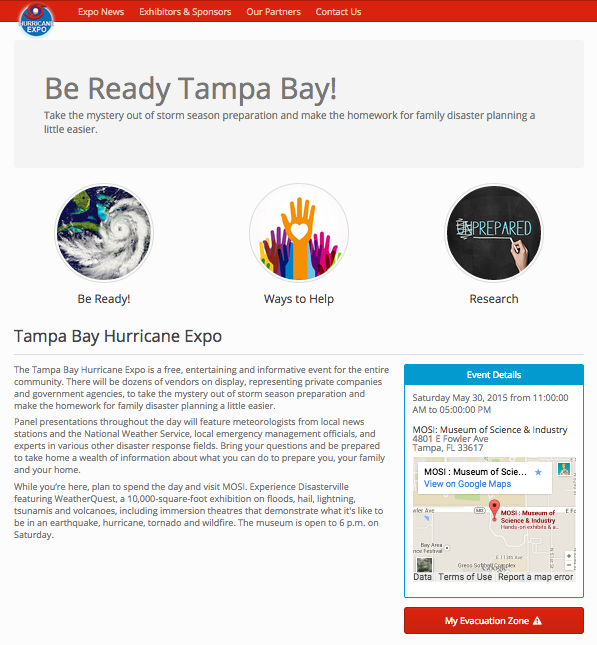 HURRICANE
EXPO
Expo News Exhibitors & Sponsors Our Partners Contact Us
Be Ready Tampa Bay!
Take the mystery out of storm season preparation and make the homework for family disaster planning a
little easier.
UNPREPARED
Be Ready! Ways to Help Research
Tampa Bay Hurricane Expo
The Tampa Bay Hurricane Expo is a free, entertaining and informative event for the entire
community. There will be dozens of vendors on display, representing private companies
and government agencies, to take the mystery out of storm season preparation and
make the homework for family disaster planning a little easier.
Panel presentations throughout the day will feature meteorologists from local news
stations and the National Weather Service, local emergency management officials, and
experts in various other disaster response fields. Bring your questions and be prepared
to take home a wealth of information about what you can do to prepare you, your family
and your home.
While you're here, plan to spend the day and visit MOSI. Experience Disasterville
featuring WeatherQuest, a 10,000-square-foot exhibition on floods, hail, lightning,
tsunamis and volcanoes, including immersion theatres that demonstrate what it's like to
be in an earthquake, hurricane, tornado and wildfire. The museum is open to 6 p.m. on
Saturday.
Event Details
Saturday May 30, 2015 from 11:00:00
AM to 05:00:00 PM
MOSI: Museum of Science & Industry
4801 E Fowler Ave
Tampa, FL 33617
MOSI : Museum of Scie...
View on Google Maps
wler Ave
E Fo
MOSI : Museum of
Science & Industry
Hands-on exhibits & a...
Bay Area
ance Festival
E 113th Ave
Greco Softball Complex
Data Terms of Use Report a map error
My Evacuation Zone